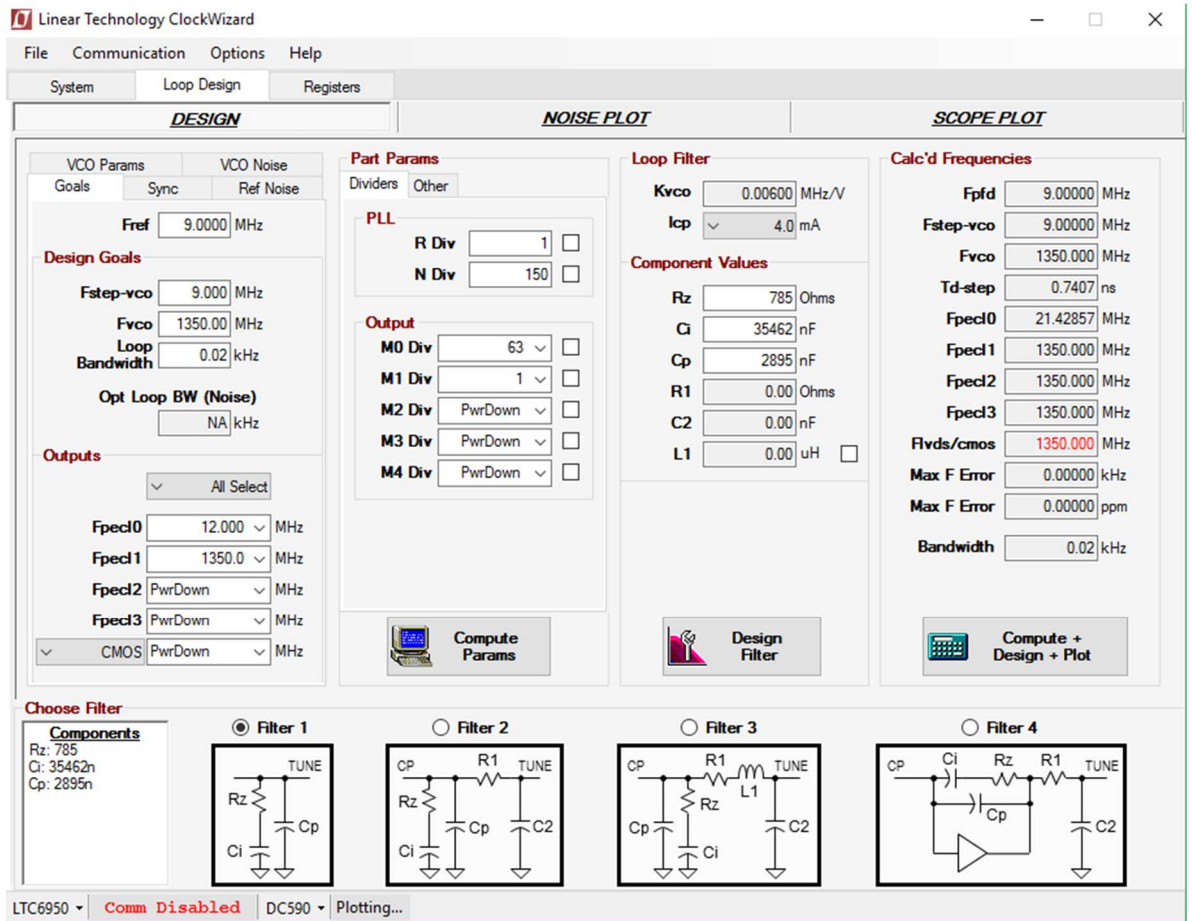 Linear Technology ClockWizard
File Communication Options Help
System Loop Design Registers
DESIGN NOISE PLOT SCOPE PLOT
VCO Params VCO Noise
Goals Sync Ref Noise
Fref 9.0000 MHz
Design Goals
Fstep-vco 9.000 MHz
Fvco 1350.00 MHz
Loop
Bandwidth 0.02 kHz
Opt Loop BW (Noise)
NA kHz
Outputs
All Select
Fpecl0 12.000 MHz
Fpecl1 1350.0 MHz
Fpecl2 PwrDown MHz
Fpecl3 PwrDown MHz
CMOS PwrDown MHz
Part Params
Dividers Other
PLL
R Div 1
N Div 150
Output
M0 Div 63
M1 Div 1
M2 Div PwrDown
M3 Div PwrDown
M4 Div PwrDown
Compute
Params
Loop Filter
Kvco 0.00600 MHz/V
Icp 4.0 mA
Component Values
Rz 785 Ohms
Ci 35462 nF
Cp 2895 nF
R1 0.00 Ohms
C2 0.00 nF
L1 0.00 uH
Design
Filter
Calc'd Frequencies
Fpfd 9.00000 MHz
Fstep-vco 9.00000 MHz
Fvco 1350.000 MHz
Td-step 0.7407 ns
Fpecl0 21.42857 MHz
Fpecl1 1350.000 MHz
Fpecl2 1350.000 MHz
Fpecl3 1350.000 MHz
Flvds/cmos 1350.000 MHz
Max F Error 0.00000 kHz
Max F Error 0.00000 ppm
Bandwidth 0.02 kHz
Compute +
Design + Plot
Choose Filter
Components
Rz: 785
Ci: 35462n
Cp: 2895n
Filter 1
TUNE
Rz
Cp
Ci
Filter 2
CP R1 TUNE
Rz
Cp C2
Ci
Filter 3
CP R1 TUNE
L1
Rz
Cp C2
Ci
Filter 4
CP Ci Rz R1 TUNE
Cp
C2
LTC6950 Comm Disabled DC590 Plotting...